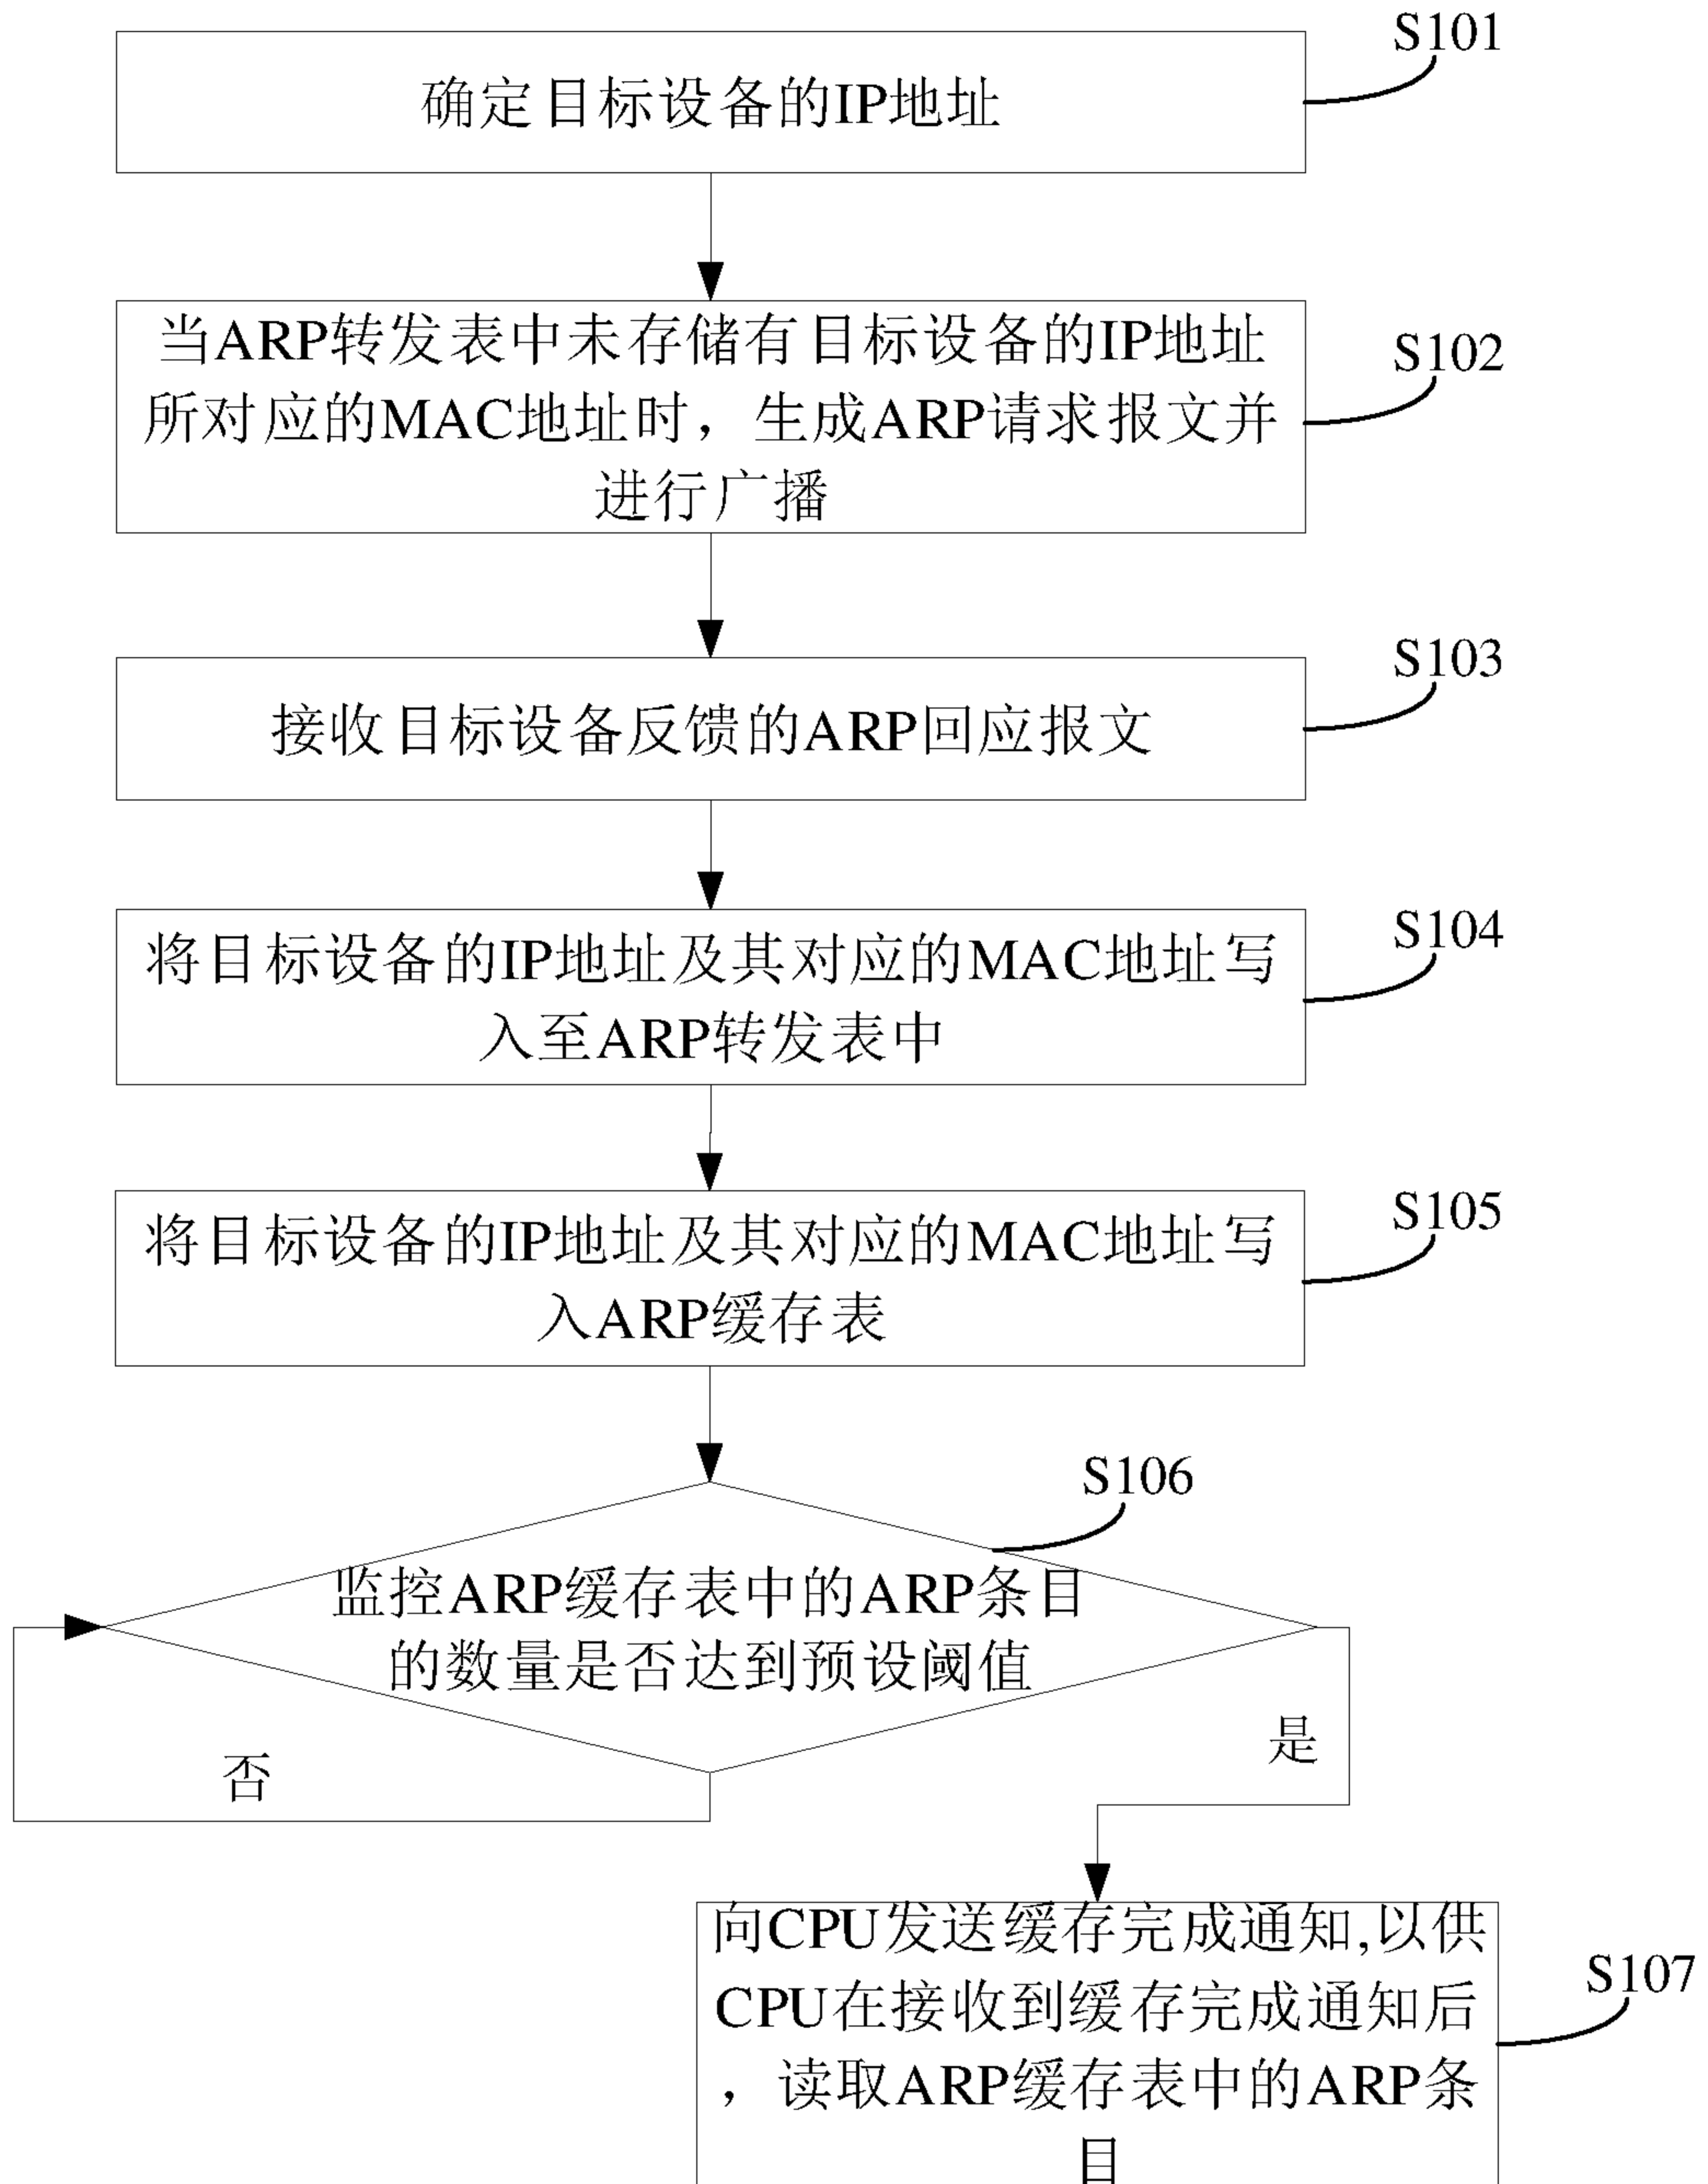 S101
确定目标设备的IP地址
S102
当ARP转发表中未存储有目标设备的IP地址
所对应的MAC地址时，生成ARP请求报文并
进行广播
S103
接收目标设备反馈的ARP回应报文
S104
将目标设备的IP地址及其对应的MAC地址写
入至ARP转发表中
S105
将目标设备的IP地址及其对应的MAC地址写
入ARP缓存表
S106
监控ARP缓存表中的ARP条目
的数量是否达到预设阈值
是
否
向CPU发送缓存完成通知,以供
CPU在接收到缓存完成通知后
，读取ARP缓存表中的ARP条
目
S107